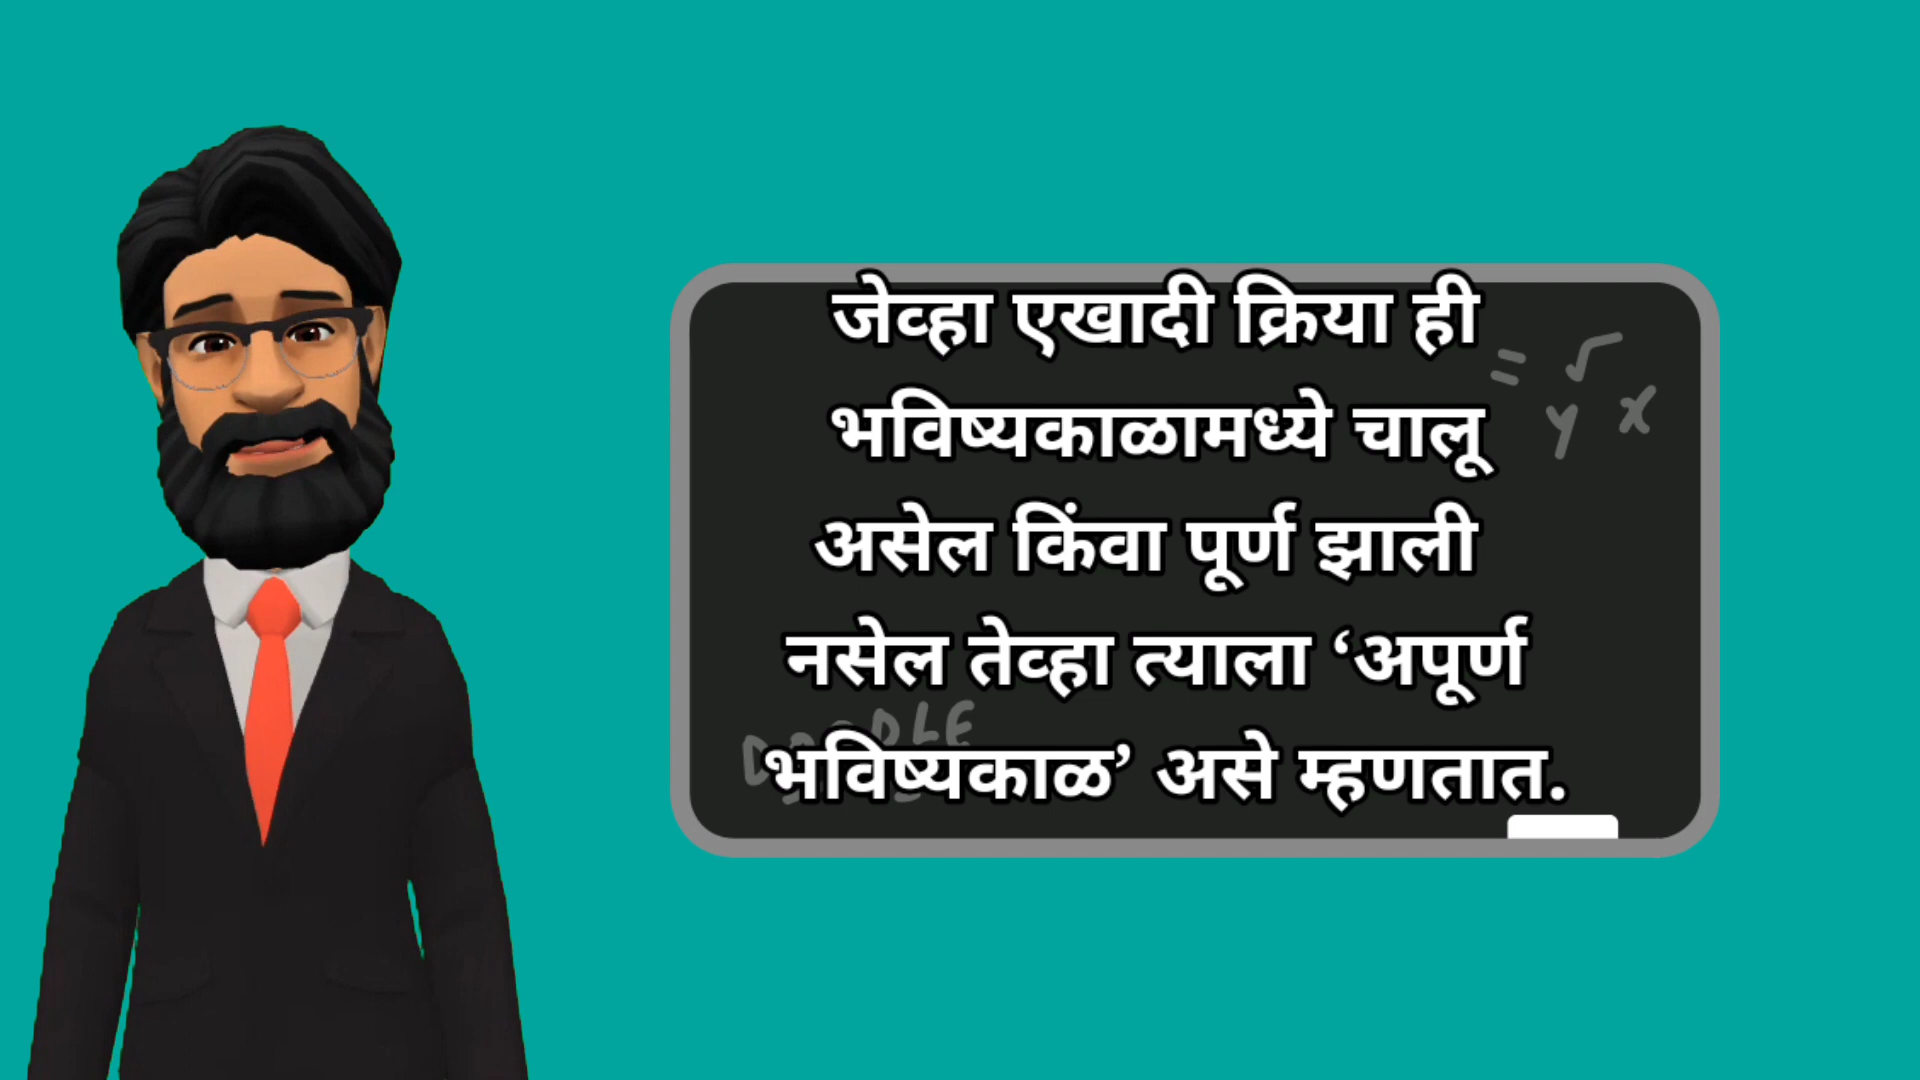 जेव्हा एखादी क्रिया ही
= √
y x
भविष्यकाळामध्ये चालू
असेल किंवा पूर्ण झाली
नसेल तेव्हा त्याला ‘अपूर्ण
भविष्यकाळ’ असे म्हणतात.